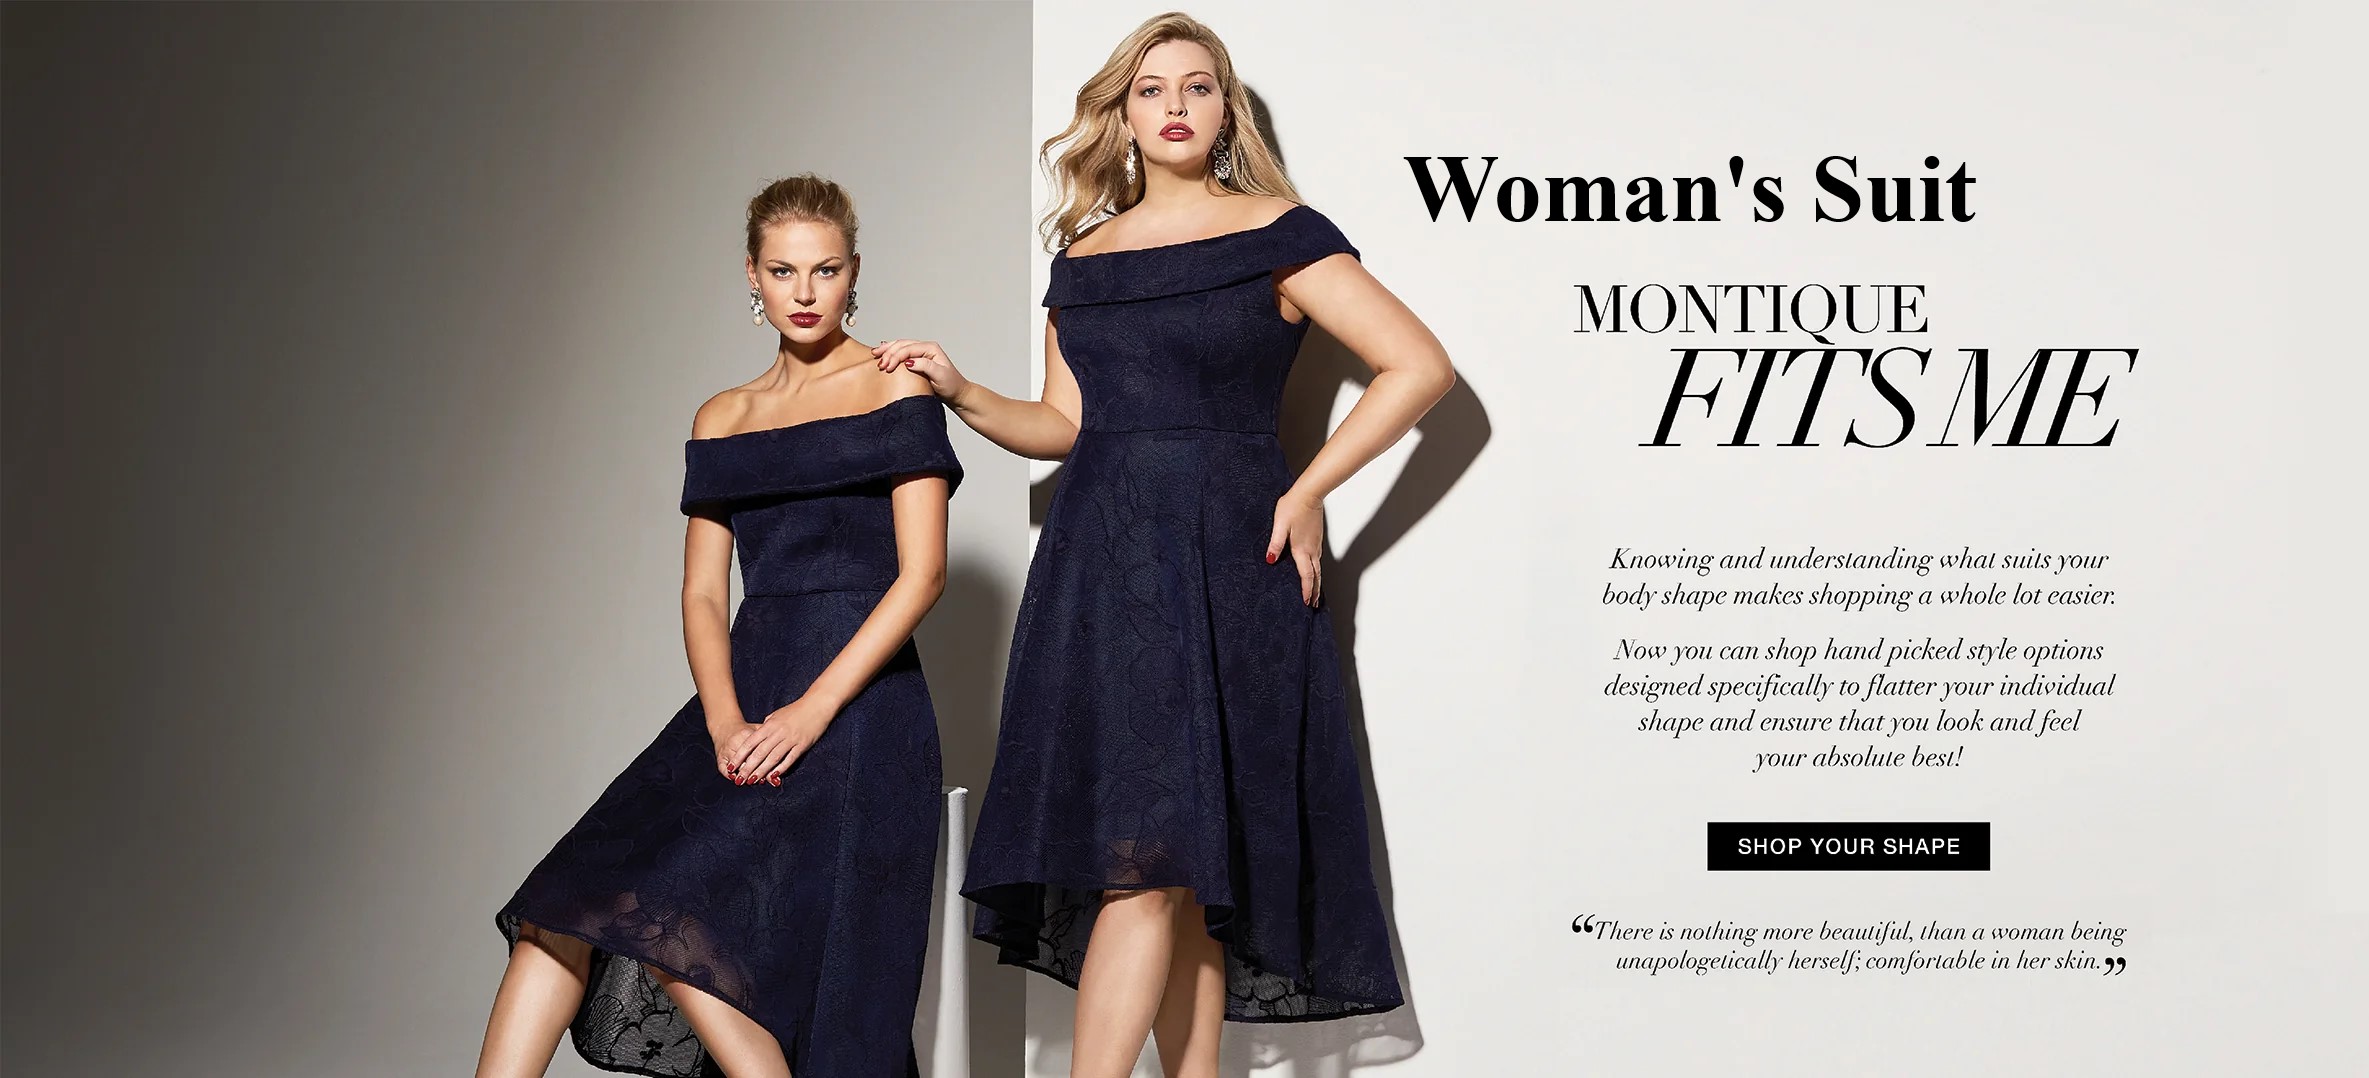 Woman's Suit
MONTIQUE
FITS ME
Knowing and understanding what suits your
body shape makes shopping a whole lot easier.
Now you can shop hand picked style options
designed specifically to flatter your individual
shape and ensure that you look and feel
your absolute best!
SHOP YOUR SHAPE
“There is nothing more beautiful, than a woman being
unapologetically herself; comfortable in her skin.”